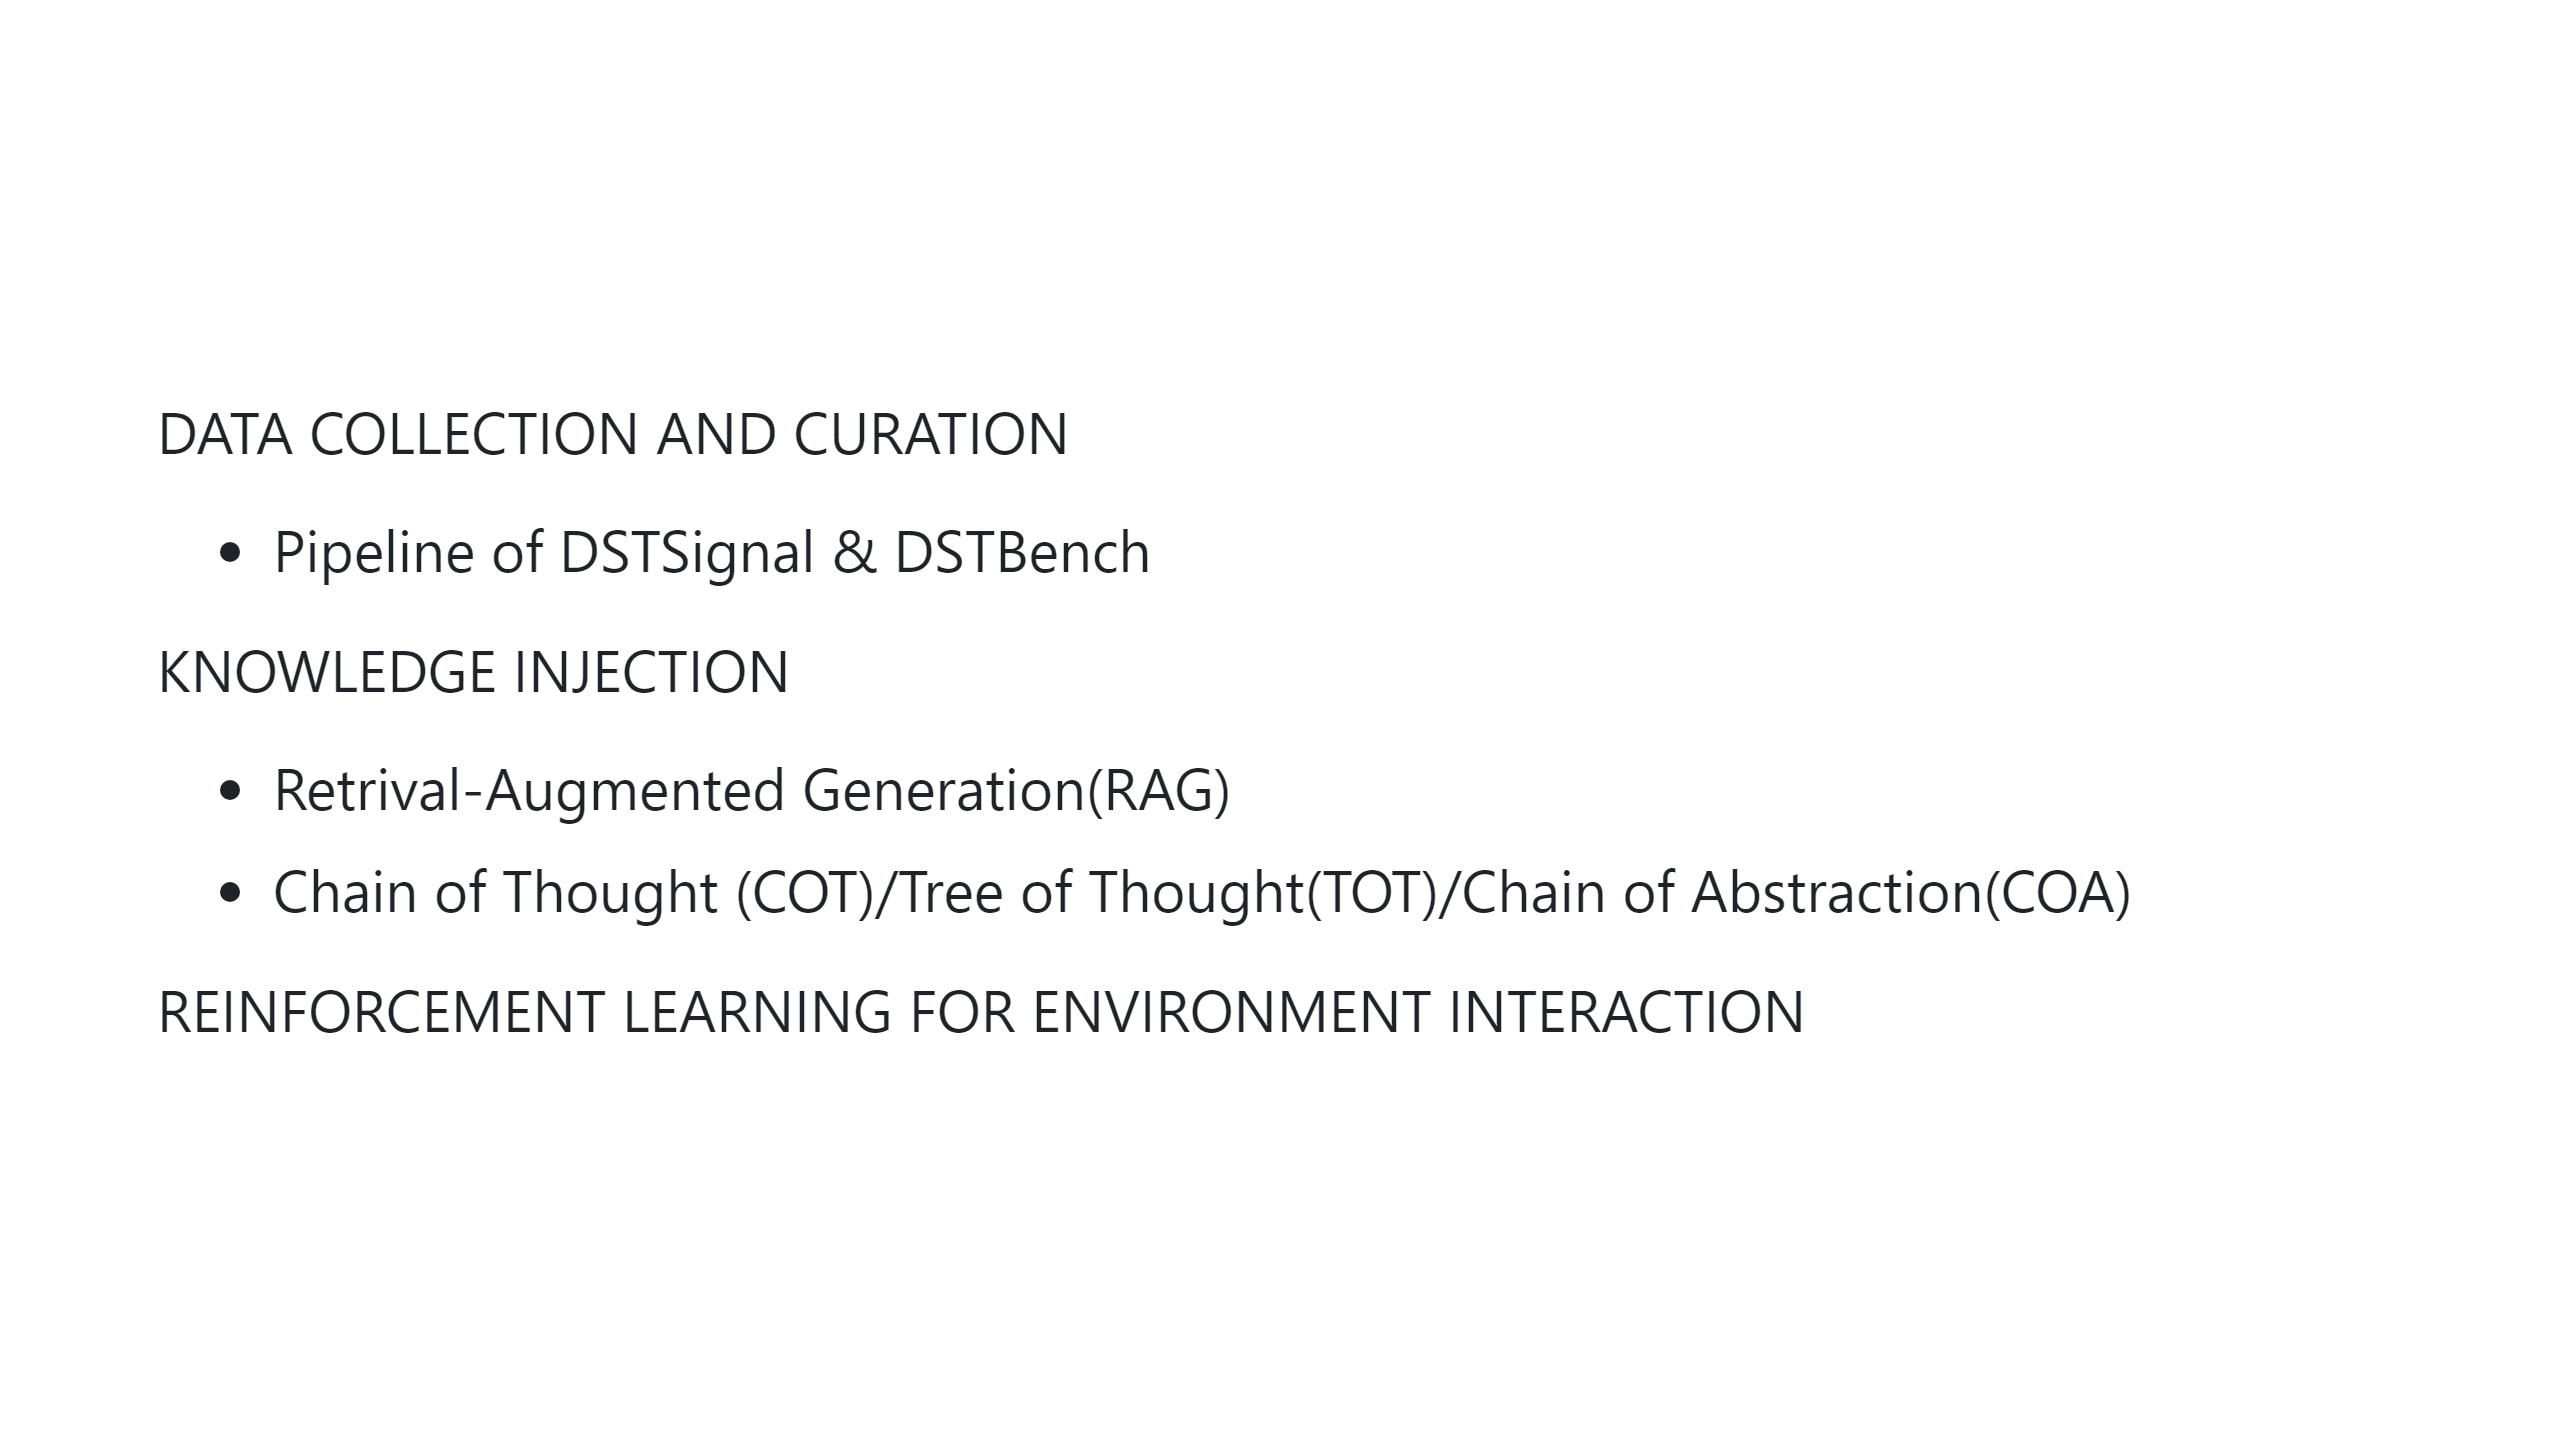 DATA COLLECTION AND CURATION
• Pipeline of DSTSignal & DSTBench
KNOWLEDGE INJECTION
• Retrival-Augmented Generation(RAG)
• Chain of Thought (COT)/Tree of Thought(TOT)/Chain of Abstraction(COA)
REINFORCEMENT LEARNING FOR ENVIRONMENT INTERACTION